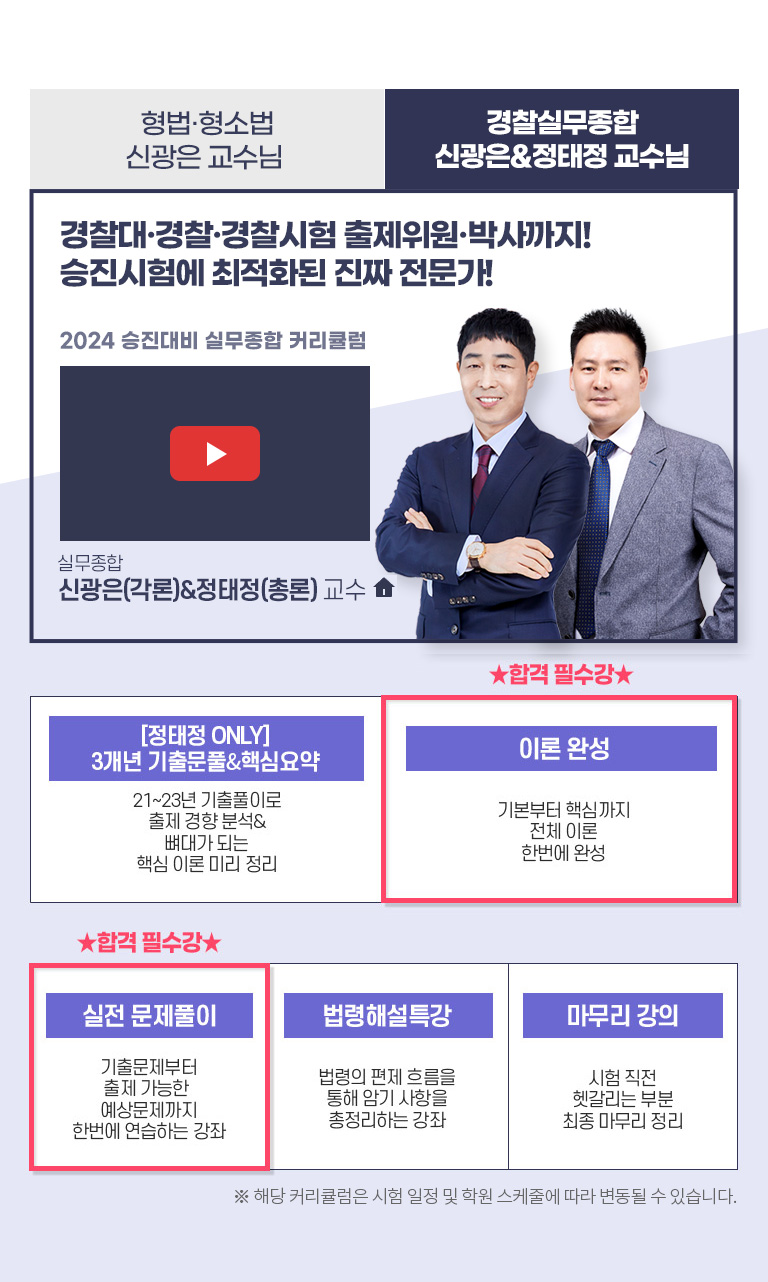 형법·형소법
신광은 교수님
경찰실무종합
신광은&정태정 교수님
경찰대·경찰·경찰시험 출제위원·박사까지!
승진시험에 최적화된 진짜 전문가!
2024 승진대비 실무종합 커리큘럼
실무종합
신광은(각론)&정태정(총론) 교수
★합격 필수강★
[정태정 ONLY]
3개년 기출문풀&핵심요약
21~23년 기출풀이로
출제 경향 분석&
뼈대가 되는
핵심 이론 미리 정리
이론 완성
기본부터 핵심까지
전체 이론
한번에 완성
★합격 필수강★
실전 문제풀이
기출문제부터
출제 가능한
예상문제까지
한번에 연습하는 강좌
법령해설특강
법령의 편제 흐름을
통해 암기 사항을
총정리하는 강좌
마무리 강의
시험 직전
헷갈리는 부분
최종 마무리 정리
※ 해당 커리큘럼은 시험 일정 및 학원 스케줄에 따라 변동될 수 있습니다.